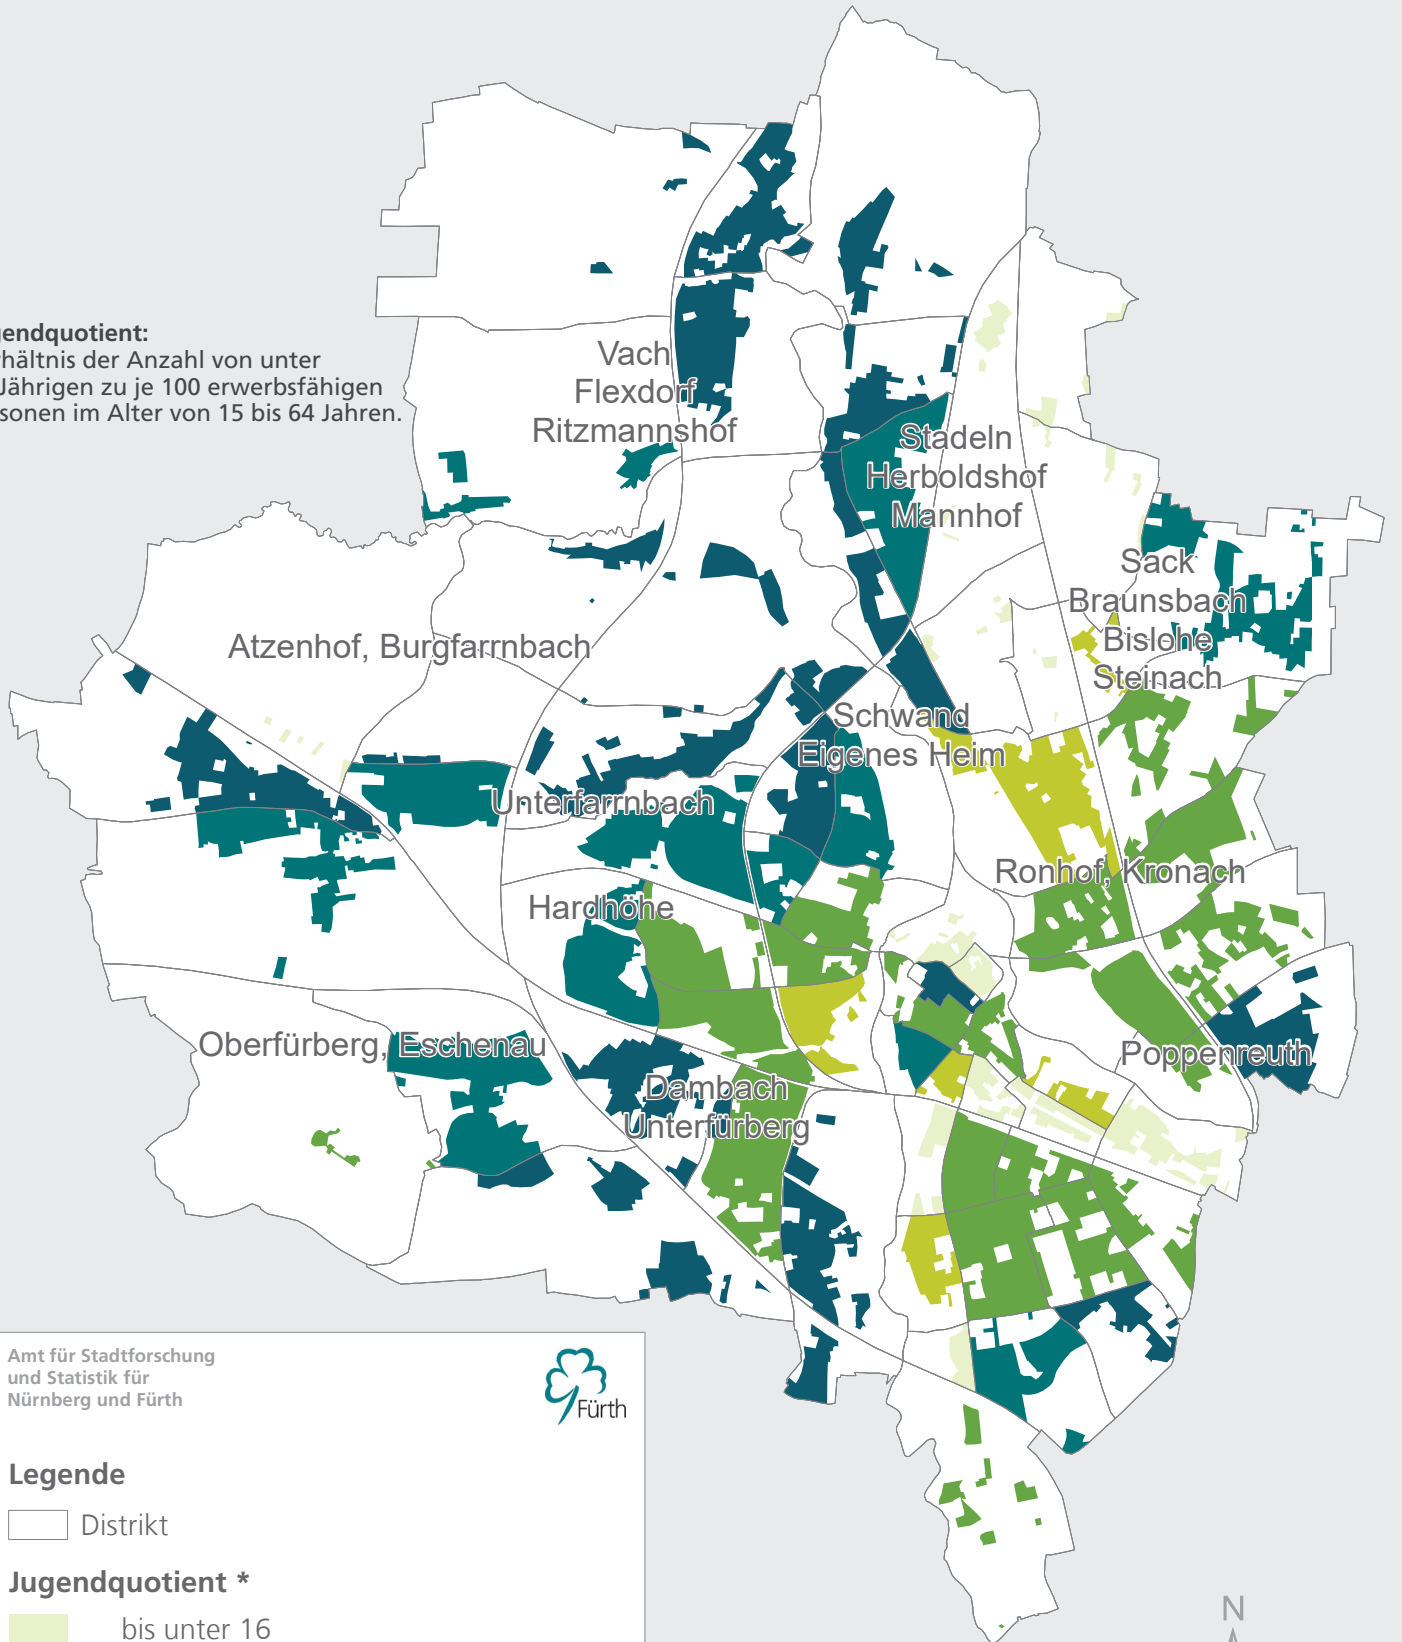 gendquotient:
hältnis der Anzahl von unter
Jährigen zu je 100 erwerbsfähigen
sonen im Alter von 15 bis 64 Jahren.
Vach
Flexdorf
Ritzmannshof
Stadeln
Herboldshof
Mannhof
Sack
Braunsbach
Bislohe
Steinach
Atzenhof, Burgfarrnbach
Schwand
Eigenes Heim
Unterfarrnbach
Ronhof, Kronach
Hardhöhe
Oberfürberg, Eschenau
Poppenreuth
Dambach
Unterfürberg
Amt für Stadtforschung
und Statistik für
Nürnberg und Fürth
Fürth
Legende
Distrikt
Jugendquotient *
bis unter 16
N